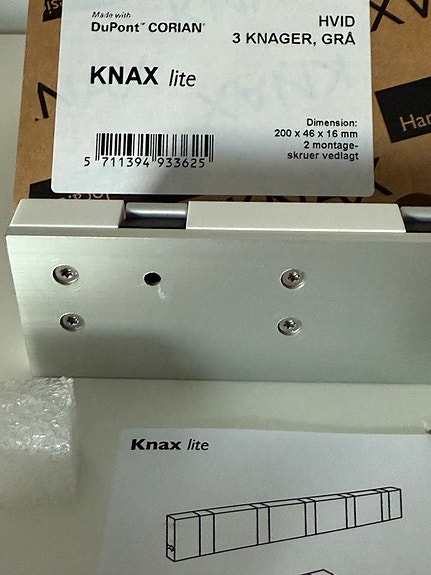 Made with
DuPont™ CORIAN®
HVID
3 KNAGER, GRÅ
KNAX lite
Dimension:
200 x 46 x 16 mm
2 montage-
skruer vedlagt
5 711394 933625
Har
Knax lite